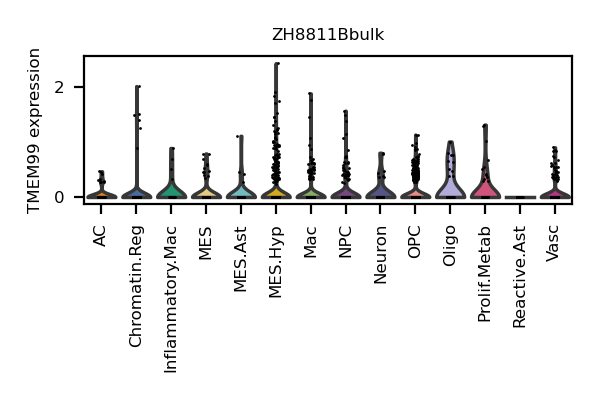 ZH8811Bbulk
TMEM99 expression
2
0
AC
Chromatin.Reg
Inflammatory.Mac
MES
MES.Ast
MES.Hyp
Mac
NPC
Neuron
OPC
Oligo
Prolif.Metab
Reactive.Ast
Vasc